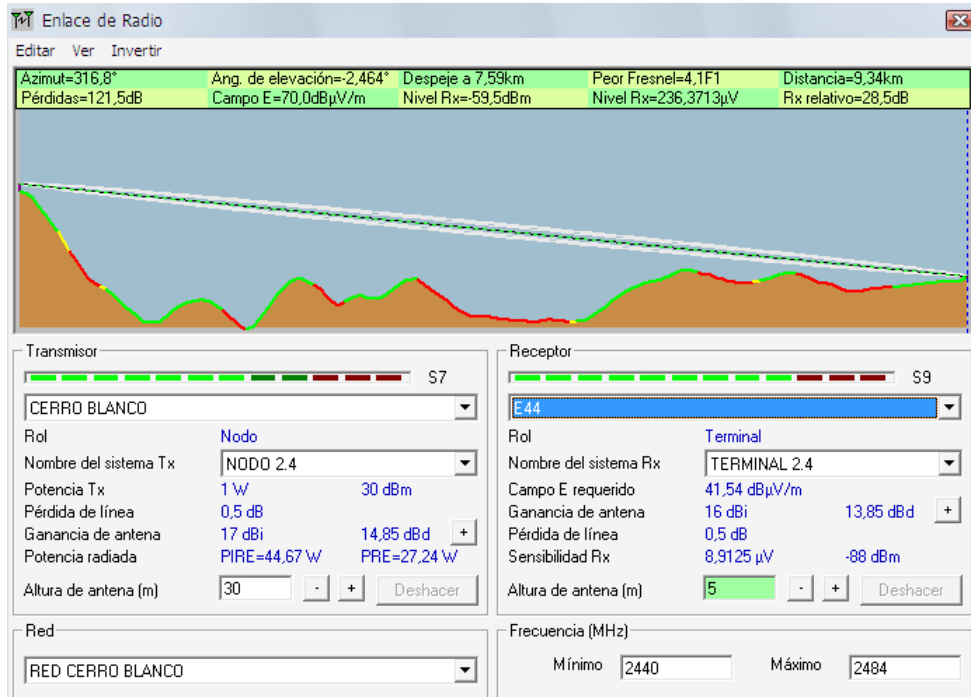 Enlace de Radio
Editar Ver Invertir
Azimut=316,8° Ang. de elevación=-2,464° Despeje a 7,59km Peor Fresnel=4,1F1 Distancia=9,34km
Pérdidas=121,5dB Campo E=70,0dBµV/m Nivel Rx=-59,5dBm Nivel Rx=236,3713µV Rx relativo=28,5dB
Transmisor
S7
CERRO BLANCO
Rol Nodo
Nombre del sistema Tx NODO 2.4
Potencia Tx 1 W 30 dBm
Pérdida de línea 0,5 dB
Ganancia de antena 17 dBi 14,85 dBd +
Potencia radiada PIRE=44,67 W PRE=27,24 W
Altura de antena (m) 30 - + Deshacer
Red
RED CERRO BLANCO
Receptor
S9
E44
Rol Terminal
Nombre del sistema Rx TERMINAL 2.4
Campo E requerido 41,54 dBµV/m
Ganancia de antena 16 dBi 13,85 dBd +
Pérdida de línea 0,5 dB
Sensibilidad Rx 8,9125 µV -88 dBm
Altura de antena (m) 5 - + Deshacer
Frecuencia (MHz)
Mínimo 2440 Máximo 2484